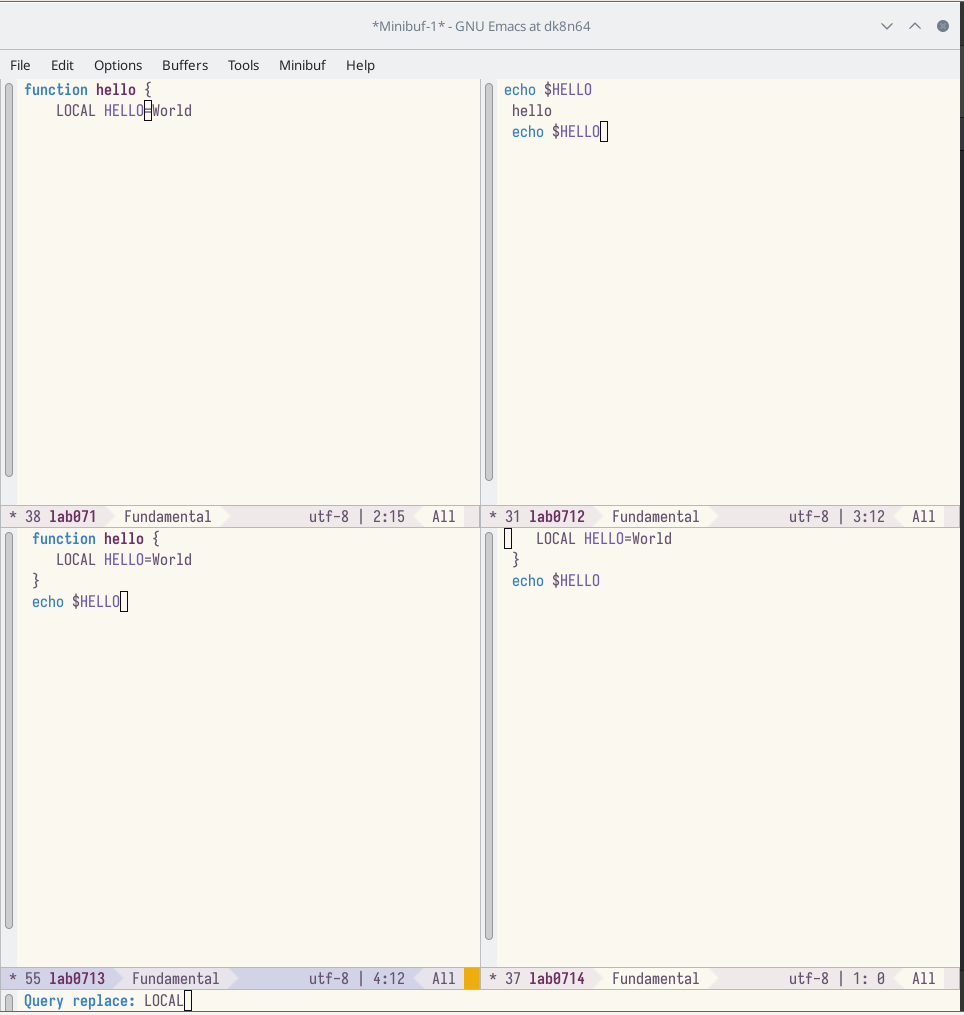 *Minibuf-1* - GNU Emacs at dk8n64
File Edit Options Buffers Tools Minibuf Help
function hello {
    LOCAL HELLO=World
* 38 lab071 Fundamental utf-8 | 2:15 All
echo $HELLO
 hello
 echo $HELLO
* 31 lab0712 Fundamental utf-8 | 3:12 All
 function hello {
    LOCAL HELLO=World
 }
 echo $HELLO
* 55 lab0713 Fundamental utf-8 | 4:12 All
    LOCAL HELLO=World
 }
 echo $HELLO
* 37 lab0714 Fundamental utf-8 | 1: 0 All
Query replace: LOCAL